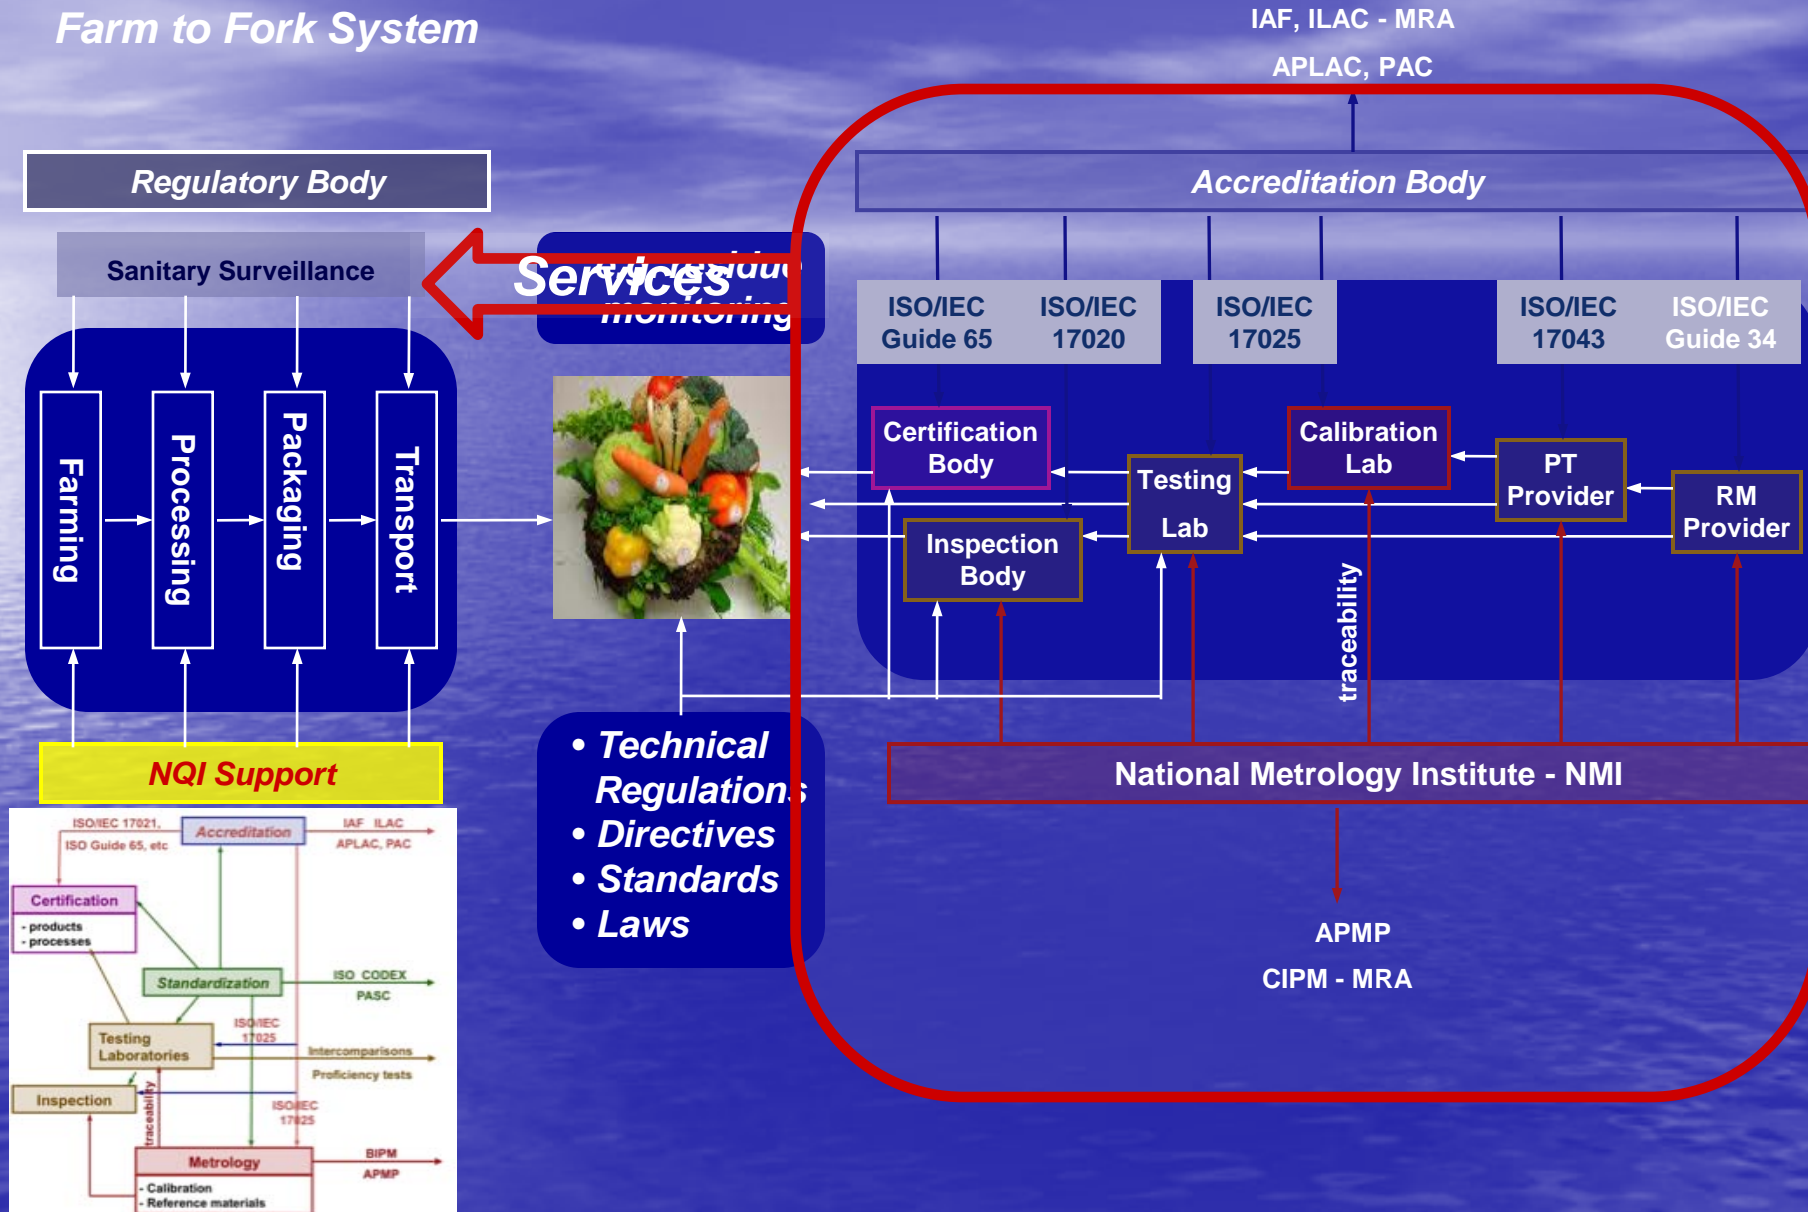 Farm to Fork System
IAF, ILAC - MRA
APLAC, PAC
Regulatory Body
Accreditation Body
Sanitary Surveillance
Services
residue
monitoring
ISO/IEC
Guide 65
ISO/IEC
17020
ISO/IEC
17025
ISO/IEC
17043
ISO/IEC
Guide 34
Farming
Processing
Packaging
Transport
Certification
Body
Testing
Lab
Calibration
Lab
PT
Provider
RM
Provider
Inspection
Body
traceability
NQI Support
• Technical
Regulations
• Directives
• Standards
• Laws
National Metrology Institute - NMI
APMP
CIPM - MRA
ISO/IEC 17021,
ISO Guide 65, etc
Accreditation
IAF ILAC
APLAC, PAC
Certification
- products
- processes
Standardization
ISO CODEX
PASC
Testing
Laboratories
ISO/IEC
17025
Intercomparisons
Proficiency tests
Inspection
traceability
ISO/IEC
17025
Metrology
BIPM
APMP
- Calibration
- Reference materials